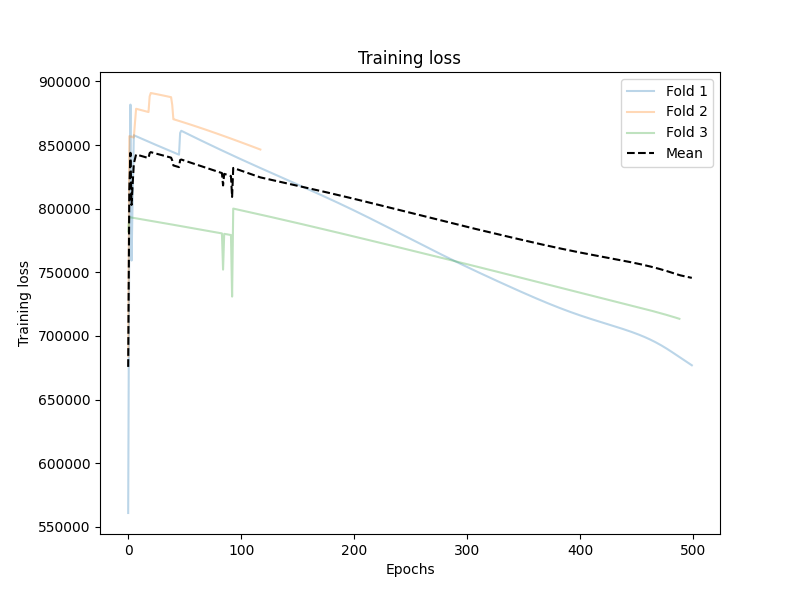 Training loss
900000
850000
800000
750000
700000
650000
600000
550000
Training loss
0
100
200
300
400
500
Epochs
Fold 1
Fold 2
Fold 3
Mean